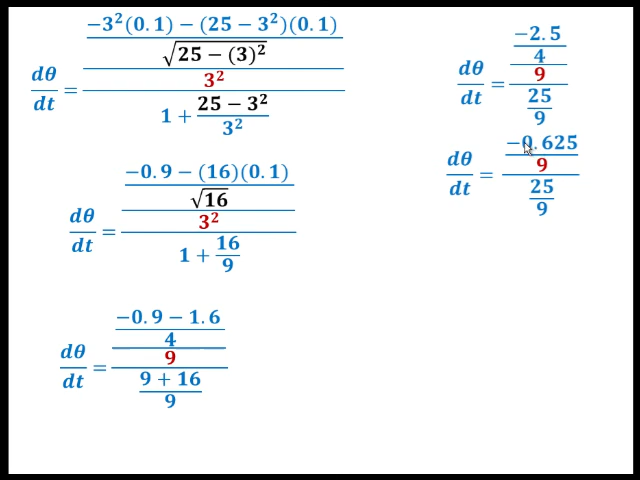 −3²(0.1) − (25 − 3²)(0.1)
√25 − (3)²
3²
dθ/dt =
1 + (25 − 3²)/3²
−0.9 − (16)(0.1)
√16
3²
dθ/dt =
1 + 16/9
−0.9 − 1.6
4
9
dθ/dt =
9 + 16
9
−2.5
4
9
dθ/dt =
25
9
−0.625
9
dθ/dt =
25
9